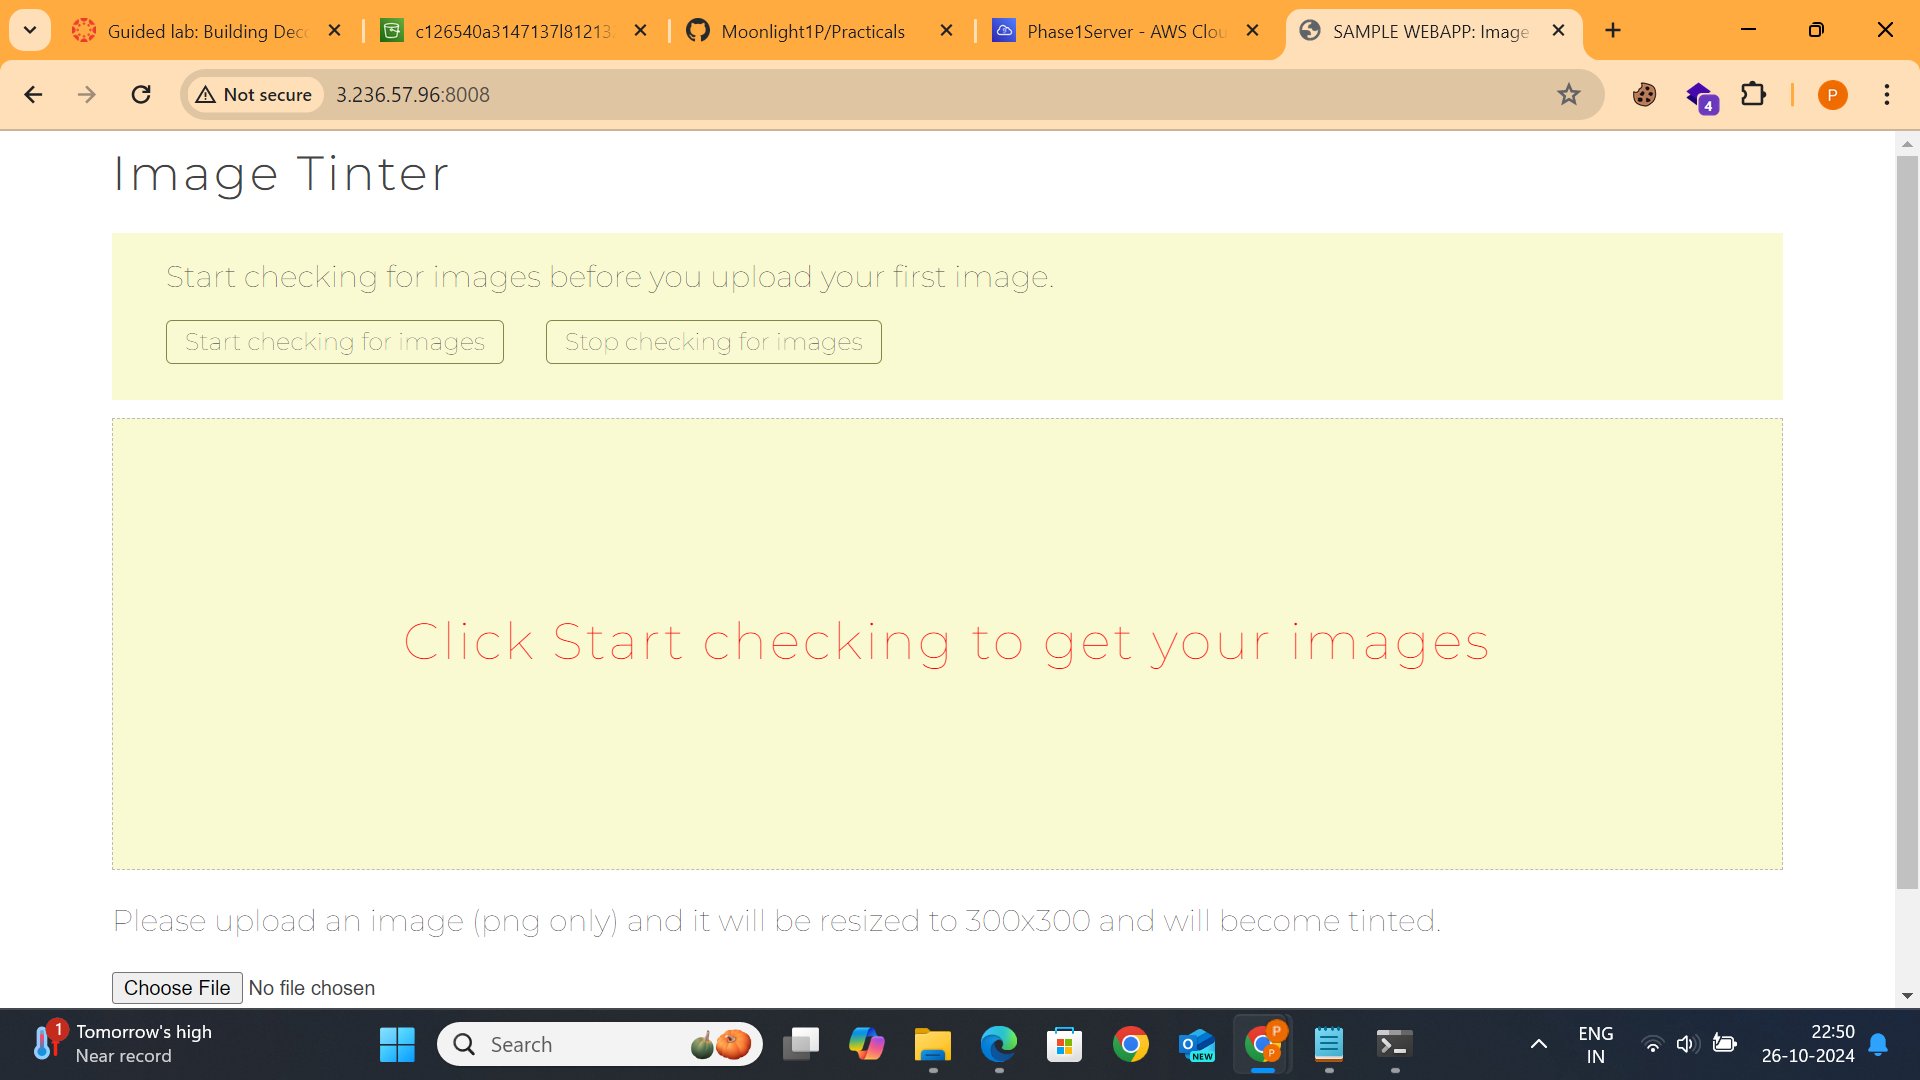 Guided lab: Building Deco
c126540a3147137l81213
Moonlight1P/Practicals
Phase1Server - AWS Clou
SAMPLE WEBAPP: Image
Not secure
3.236.57.96:8008
4
P
Image Tinter
Start checking for images before you upload your first image.
Start checking for images
Stop checking for images
Click Start checking to get your images
Please upload an image (png only) and it will be resized to 300x300 and will become tinted.
Choose File No file chosen
1
Tomorrow's high
Near record
Search
NEW
P
P
ENG
IN
22:50
26-10-2024